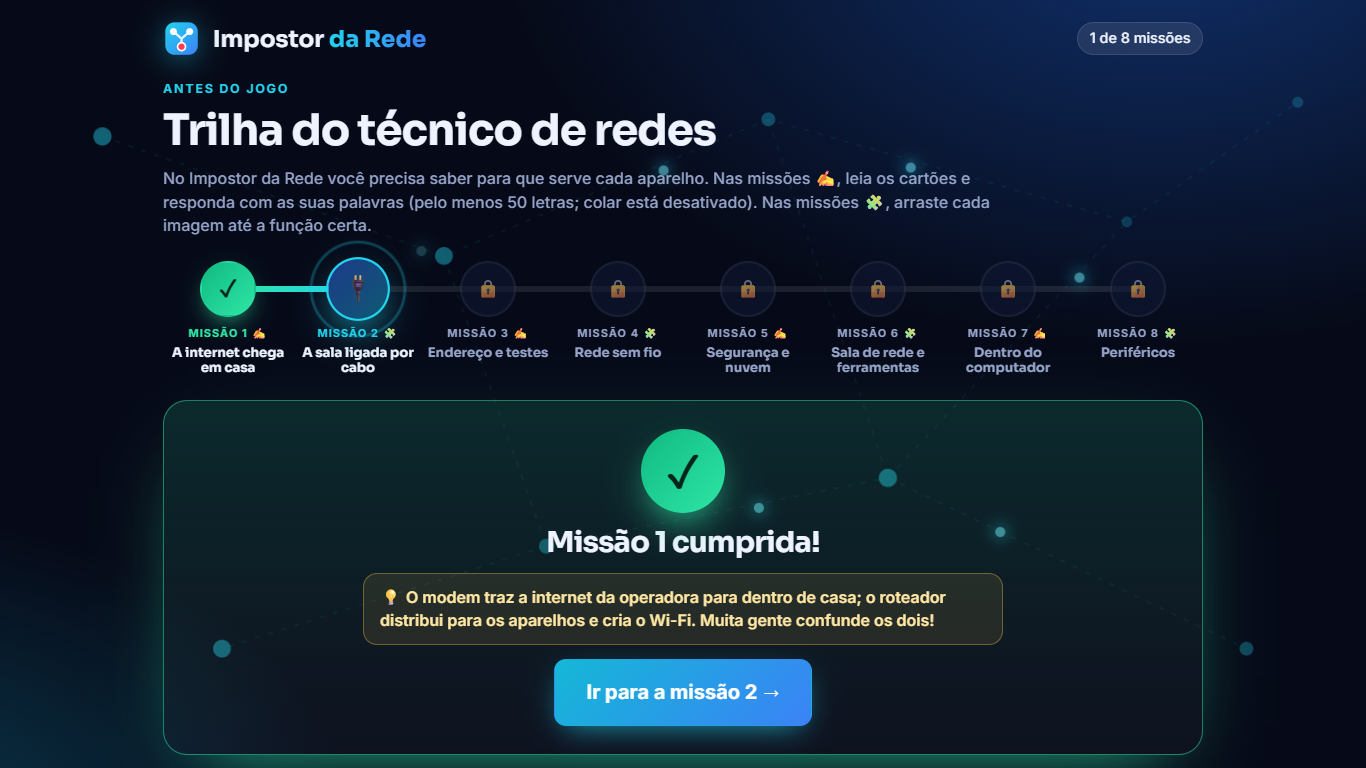 Impostor da Rede
1 de 8 missões
ANTES DO JOGO
Trilha do técnico de redes
No Impostor da Rede você precisa saber para que serve cada aparelho. Nas missões ✍️, leia os cartões e
responda com as suas palavras (pelo menos 50 letras; colar está desativado). Nas missões 🧩, arraste cada
imagem até a função certa.
MISSÃO 1 ✍️
A internet chega
em casa
MISSÃO 2 🧩
A sala ligada por
cabo
MISSÃO 3 ✍️
Endereço e testes
MISSÃO 4 🧩
Rede sem fio
MISSÃO 5 ✍️
Segurança e
nuvem
MISSÃO 6 🧩
Sala de rede e
ferramentas
MISSÃO 7 ✍️
Dentro do
computador
MISSÃO 8 🧩
Periféricos
Missão 1 cumprida!
💡 O modem traz a internet da operadora para dentro de casa; o roteador
distribui para os aparelhos e cria o Wi-Fi. Muita gente confunde os dois!
Ir para a missão 2 →